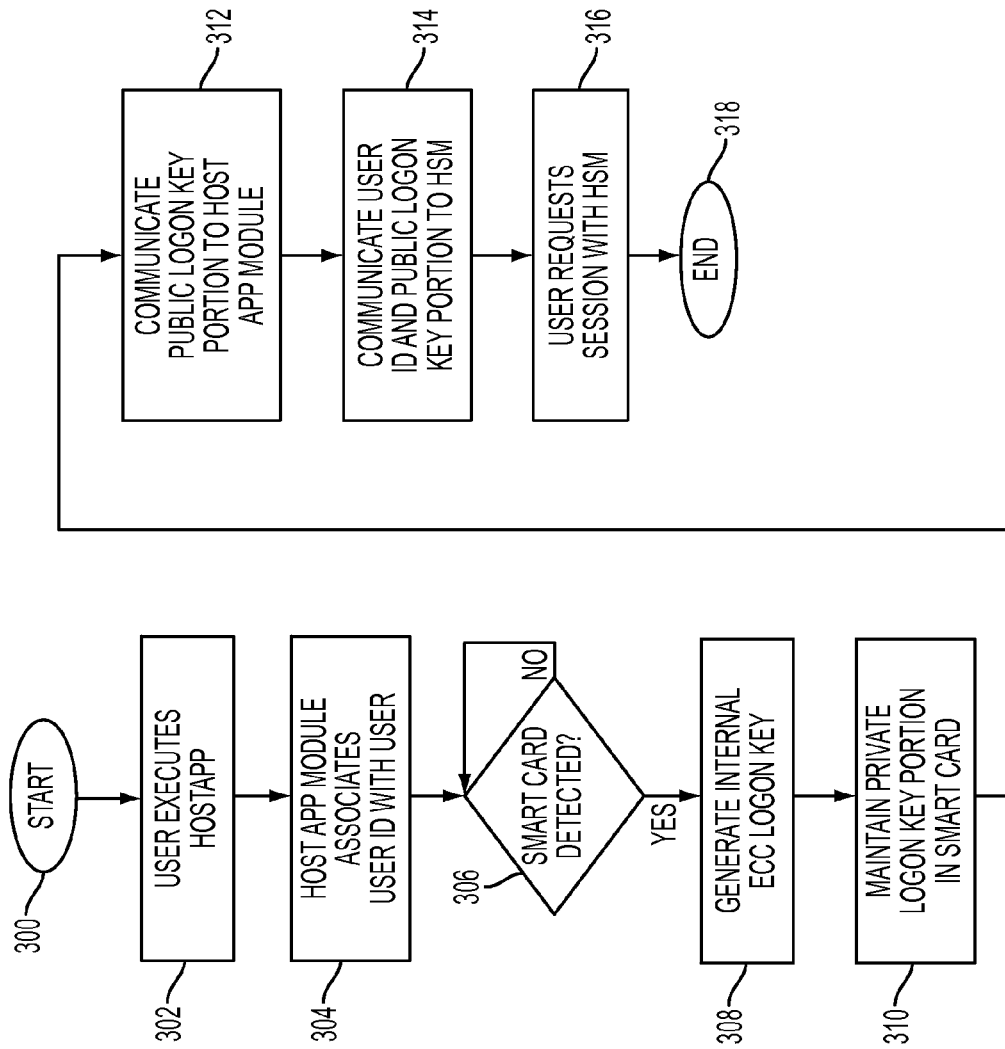 300
START
302
USER EXECUTES
HOSTAPP
304
HOST APP MODULE
ASSOCIATES
USER ID WITH USER
306
SMART CARD
DETECTED?
NO
YES
308
GENERATE INTERNAL
ECC LOGON KEY
310
MAINTAIN PRIVATE
LOGON KEY PORTION
IN SMART CARD
312
COMMUNICATE
PUBLIC LOGON KEY
PORTION TO HOST
APP MODULE
314
COMMUNICATE USER
ID AND PUBLIC LOGON
KEY PORTION TO HSM
316
USER REQUESTS
SESSION WITH HSM
318
END